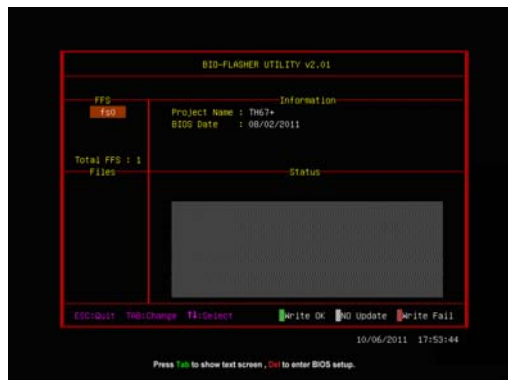 BIO-FLASHER UTILITY v2.01
FFS
Information
fs0
Project Name : TH67+
BIOS Date : 08/02/2011
Total FFS : 1
Files
Status
ESC:Quit TAB:Change ↑↓:Select Write OK NO Update Write Fail
10/06/2011 17:53:44
Press Tab to show text screen , Del to enter BIOS setup.